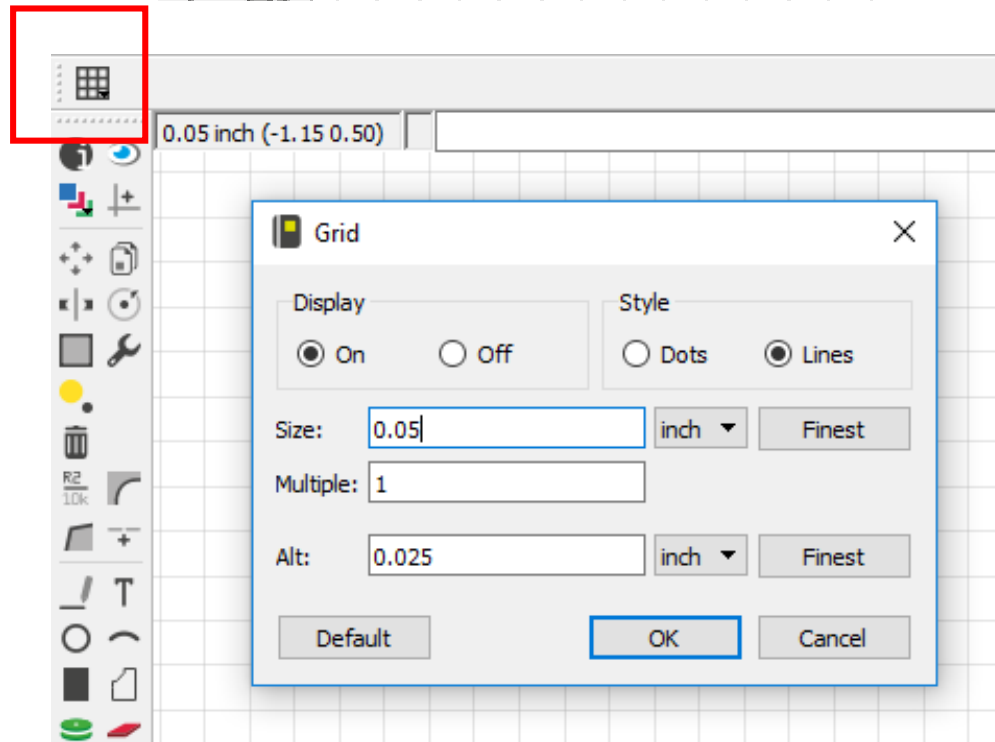 0.05 inch (-1.15 0.50)
Grid
Display Style
On Off Dots Lines
Size: 0.05 inch Finest
Multiple: 1
Alt: 0.025 inch Finest
Default OK Cancel
R2
10k
T